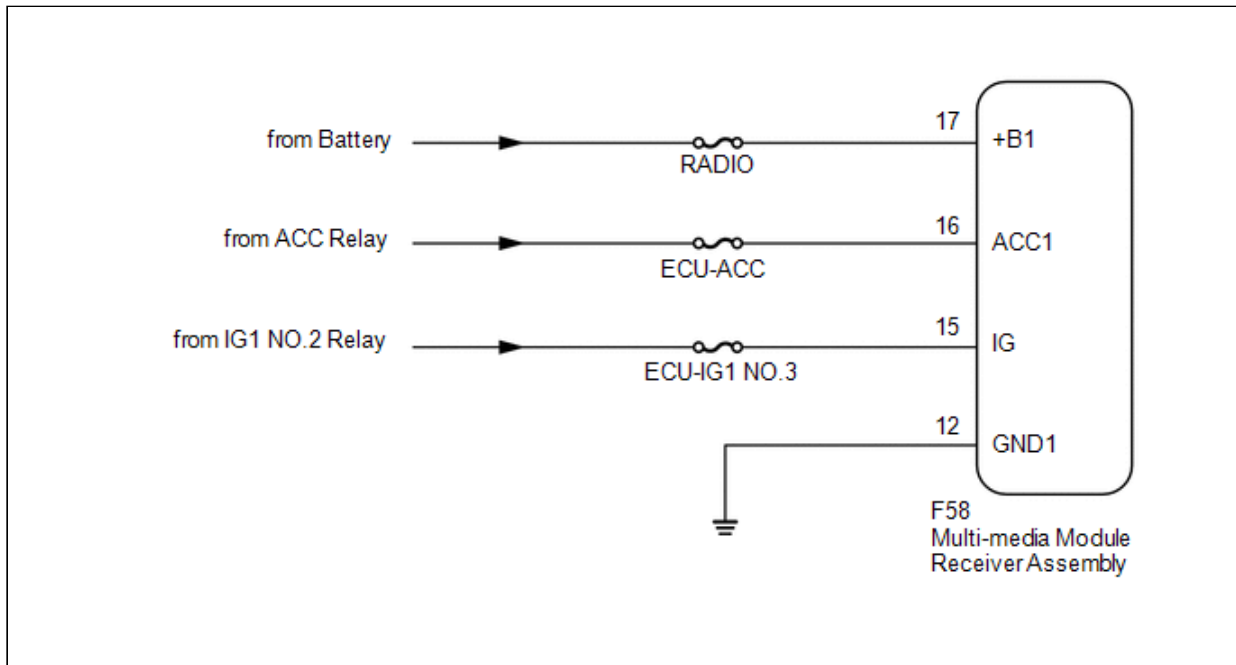 from Battery
RADIO
17
+B1
from ACC Relay
ECU-ACC
16
ACC1
from IG1 NO.2 Relay
ECU-IG1 NO.3
15
IG
12
GND1
F58
Multi-media Module
Receiver Assembly